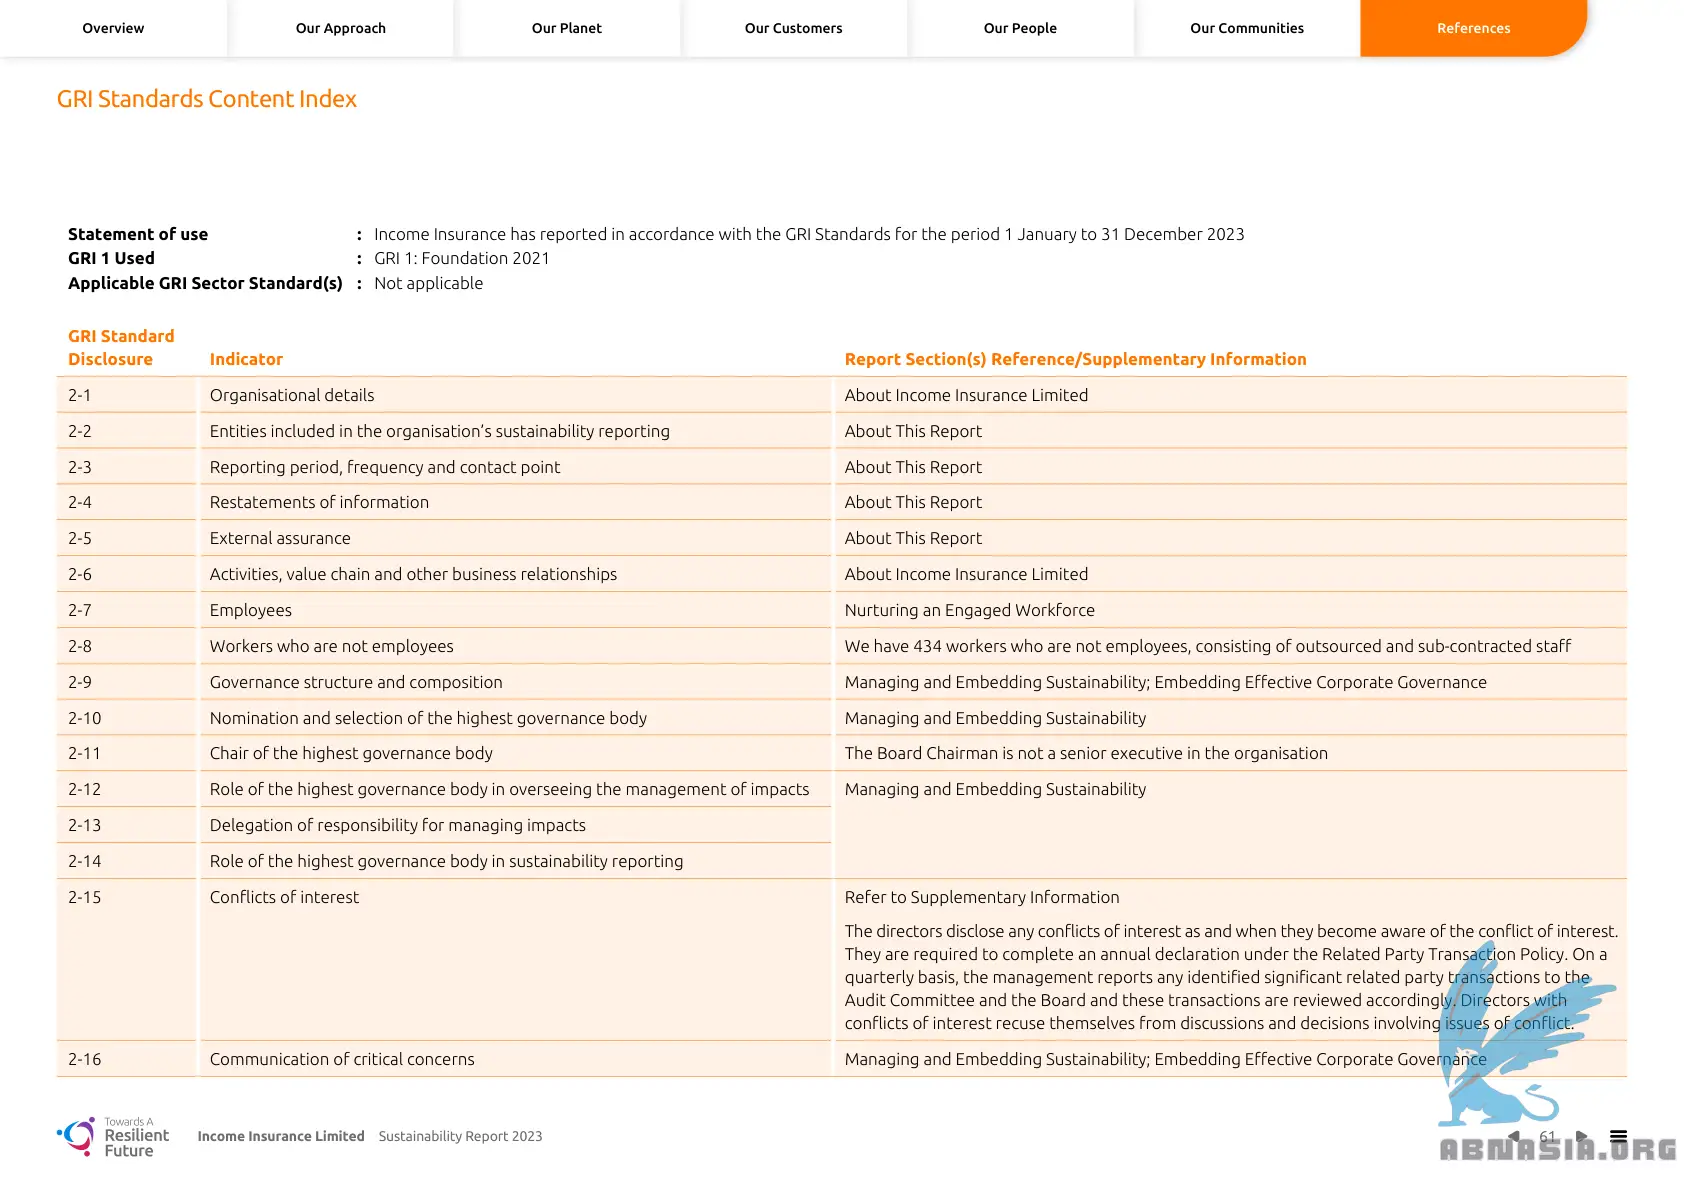 Overview
Our Approach
Our Planet
Our Customers
Our People
Our Communities
References
GRI Standards Content Index
Statement of use : Income Insurance has reported in accordance with the GRI Standards for the period 1 January to 31 December 2023
GRI 1 Used : GRI 1: Foundation 2021
Applicable GRI Sector Standard(s) : Not applicable
GRI Standard
Disclosure Indicator Report Section(s) Reference/Supplementary Information
2-1 Organisational details About Income Insurance Limited
2-2 Entities included in the organisation’s sustainability reporting About This Report
2-3 Reporting period, frequency and contact point About This Report
2-4 Restatements of information About This Report
2-5 External assurance About This Report
2-6 Activities, value chain and other business relationships About Income Insurance Limited
2-7 Employees Nurturing an Engaged Workforce
2-8 Workers who are not employees We have 434 workers who are not employees, consisting of outsourced and sub-contracted staff
2-9 Governance structure and composition Managing and Embedding Sustainability; Embedding Effective Corporate Governance
2-10 Nomination and selection of the highest governance body Managing and Embedding Sustainability
2-11 Chair of the highest governance body The Board Chairman is not a senior executive in the organisation
2-12 Role of the highest governance body in overseeing the management of impacts Managing and Embedding Sustainability
2-13 Delegation of responsibility for managing impacts
2-14 Role of the highest governance body in sustainability reporting
2-15 Conflicts of interest Refer to Supplementary Information
The directors disclose any conflicts of interest as and when they become aware of the conflict of interest.
They are required to complete an annual declaration under the Related Party Transaction Policy. On a
quarterly basis, the management reports any identified significant related party transactions to the
Audit Committee and the Board and these transactions are reviewed accordingly. Directors with
conflicts of interest recuse themselves from discussions and decisions involving issues of conflict.
2-16 Communication of critical concerns Managing and Embedding Sustainability; Embedding Effective Corporate Governance
Towards A
Resilient
Future
Income Insurance Limited Sustainability Report 2023
61
ABNASIA.ORG